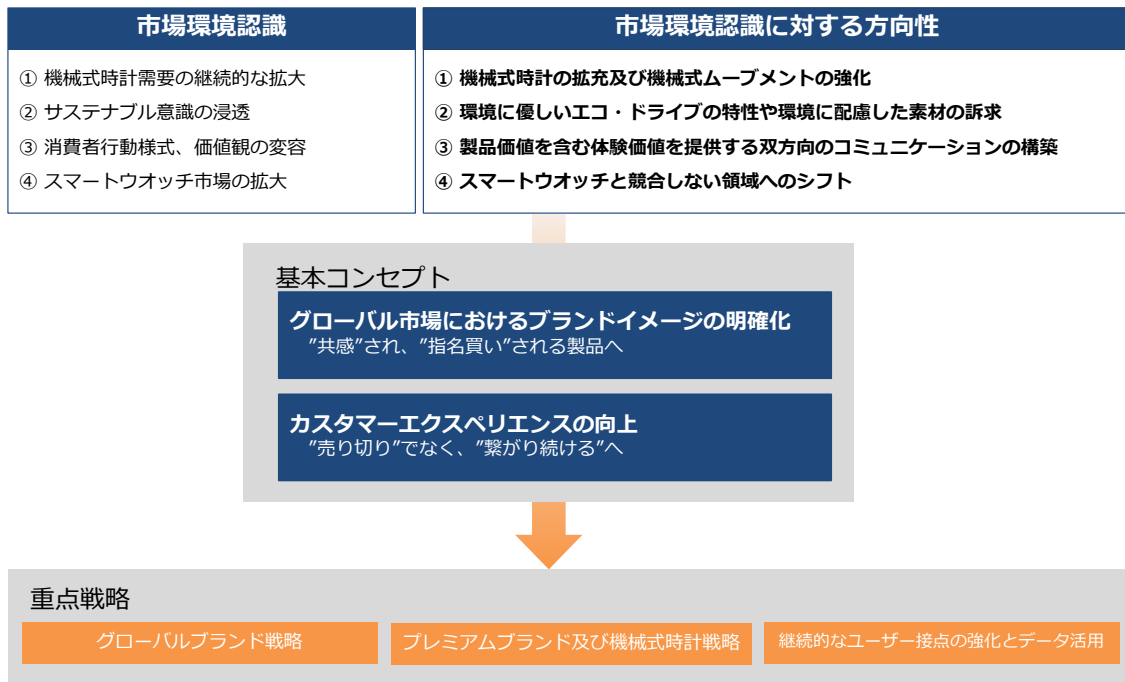 市場環境認識
① 機械式時計需要の継続的な拡大
② サステナブル意識の浸透
③ 消費者行動様式、価値観の変容
④ スマートウオッチ市場の拡大
市場環境認識に対する方向性
① 機械式時計の拡充及び機械式ムーブメントの強化
② 環境に優しいエコ・ドライブの特性や環境に配慮した素材の訴求
③ 製品価値を含む体験価値を提供する双方向のコミュニケーションの構築
④ スマートウオッチと競合しない領域へのシフト
基本コンセプト
グローバル市場におけるブランドイメージの明確化
”共感”され、”指名買い”される製品へ
カスタマーエクスペリエンスの向上
”売り切り”でなく、”繋がり続ける”へ
重点戦略
グローバルブランド戦略
プレミアムブランド及び機械式時計戦略
継続的なユーザー接点の強化とデータ活用